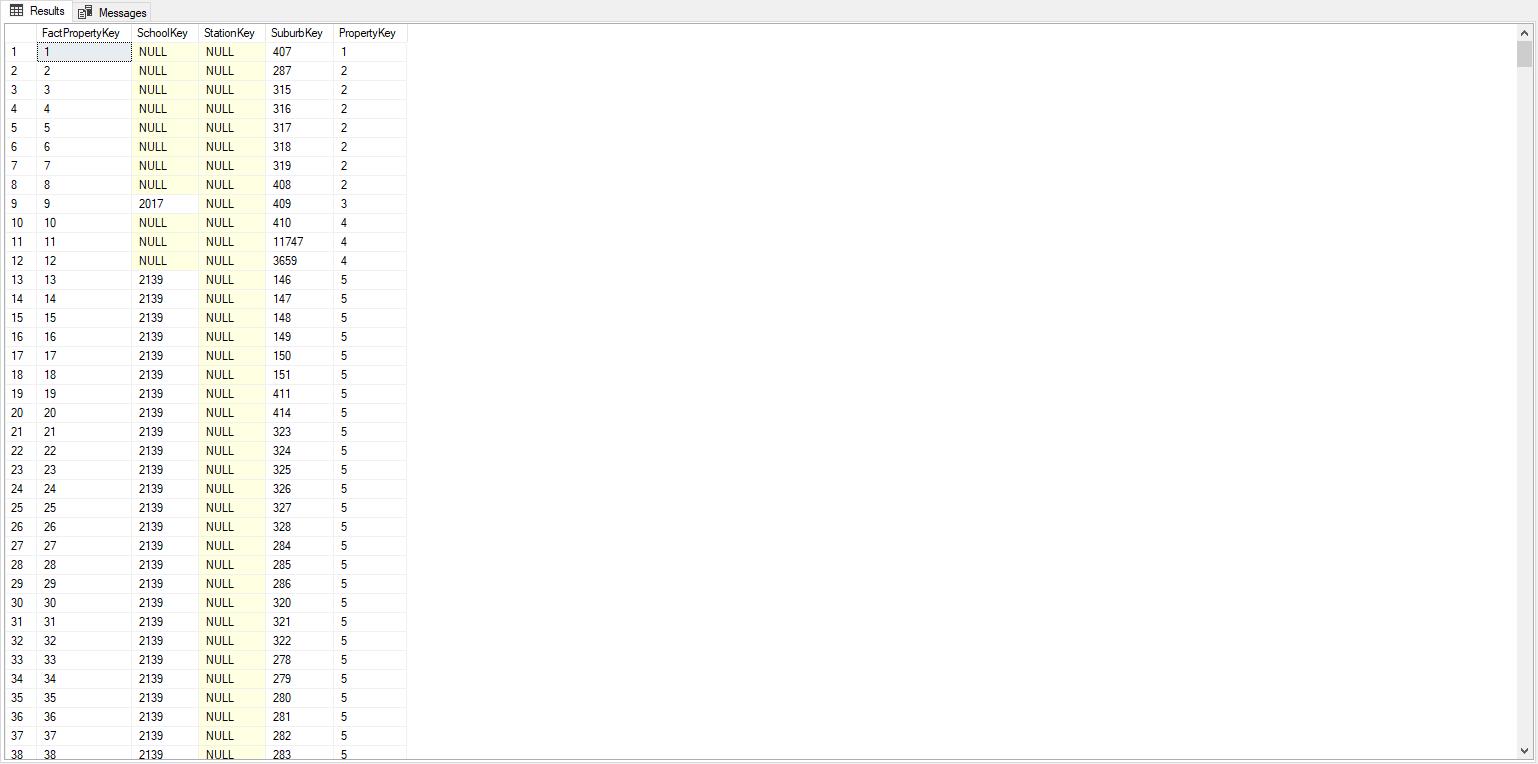 Results Messages
FactPropertyKey SchoolKey StationKey SuburbKey PropertyKey
1 1 NULL NULL 407 1
2 2 NULL NULL 287 2
3 3 NULL NULL 315 2
4 4 NULL NULL 316 2
5 5 NULL NULL 317 2
6 6 NULL NULL 318 2
7 7 NULL NULL 319 2
8 8 NULL NULL 408 2
9 9 2017 NULL 409 3
10 10 NULL NULL 410 4
11 11 NULL NULL 11747 4
12 12 NULL NULL 3659 4
13 13 2139 NULL 146 5
14 14 2139 NULL 147 5
15 15 2139 NULL 148 5
16 16 2139 NULL 149 5
17 17 2139 NULL 150 5
18 18 2139 NULL 151 5
19 19 2139 NULL 411 5
20 20 2139 NULL 414 5
21 21 2139 NULL 323 5
22 22 2139 NULL 324 5
23 23 2139 NULL 325 5
24 24 2139 NULL 326 5
25 25 2139 NULL 327 5
26 26 2139 NULL 328 5
27 27 2139 NULL 284 5
28 28 2139 NULL 285 5
29 29 2139 NULL 286 5
30 30 2139 NULL 320 5
31 31 2139 NULL 321 5
32 32 2139 NULL 322 5
33 33 2139 NULL 278 5
34 34 2139 NULL 279 5
35 35 2139 NULL 280 5
36 36 2139 NULL 281 5
37 37 2139 NULL 282 5
38 38 2139 NULL 283 5